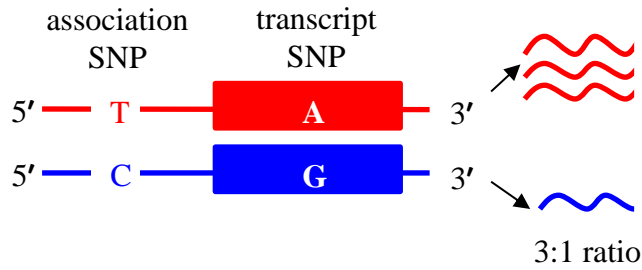 association transcript
SNP SNP
5′ T A 3′
5′ C G 3′
3:1 ratio